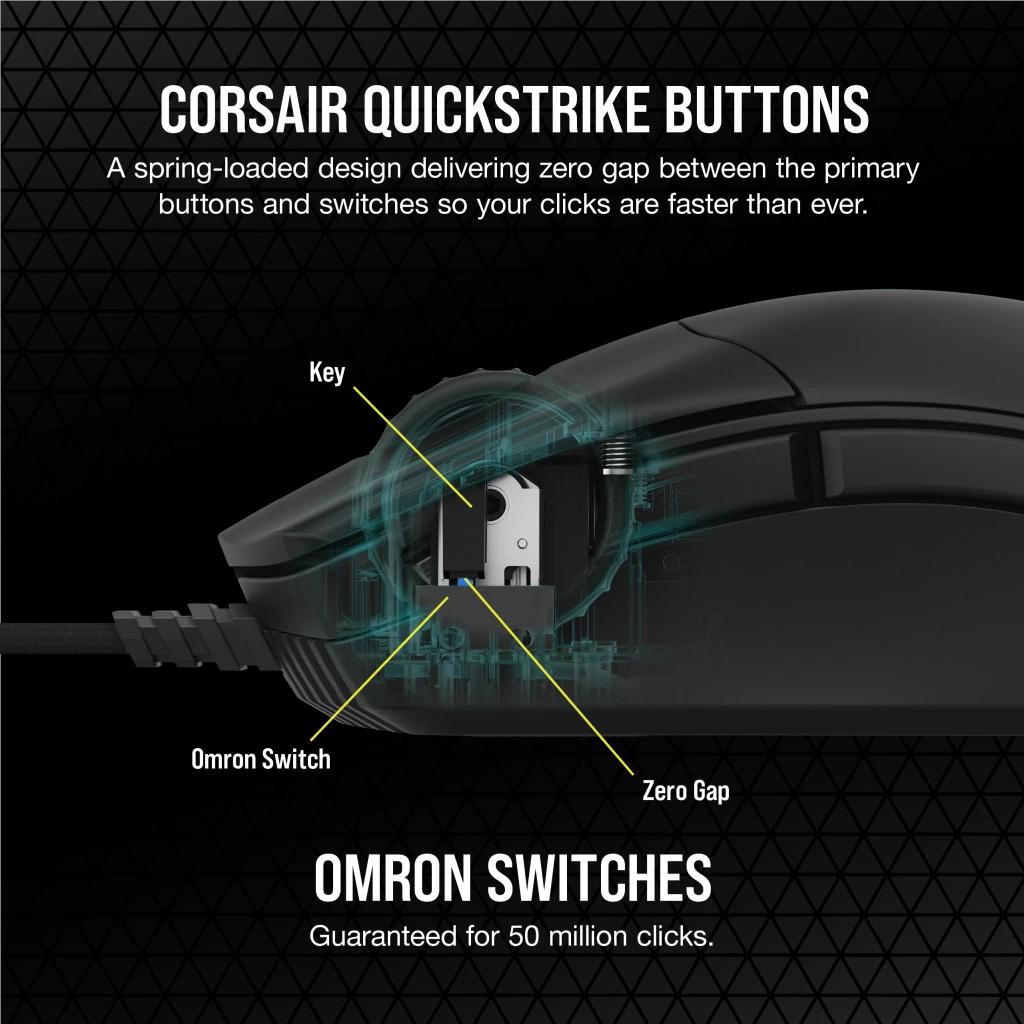 CORSAIR QUICKSTRIKE BUTTONS
A spring-loaded design delivering zero gap between the primary
buttons and switches so your clicks are faster than ever.
Key
Omron Switch
Zero Gap
OMRON SWITCHES
Guaranteed for 50 million clicks.